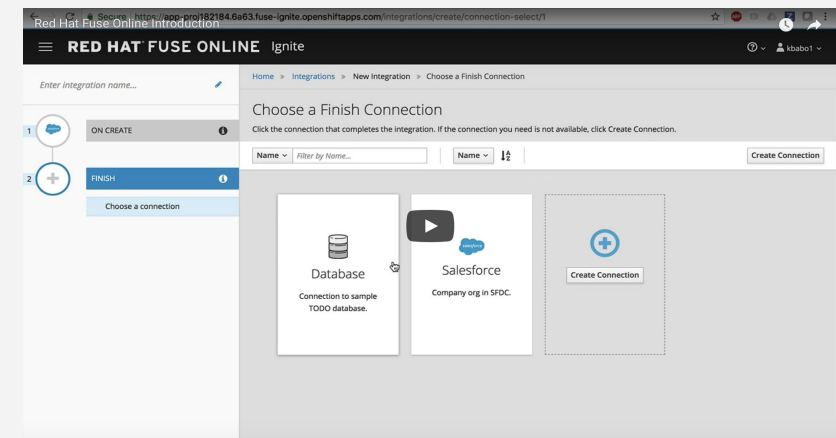 Secure https://app-proj182184.6a63.fuse-ignite.openshiftapps.com/integrations/create/connection-select/1
Red Hat Fuse Online Introduction
RED HAT® FUSE ONLINE Ignite
kbabo1
Enter integration name...
Home » Integrations » New Integration » Choose a Finish Connection
Choose a Finish Connection
Click the connection that completes the integration. If the connection you need is not available, click Create Connection.
1 ON CREATE
Name Filter by Name... Name Create Connection
2 FINISH
Choose a connection
salesforce
Database
Connection to sample
TODO database.
Salesforce
Company org in SFDC.
Create Connection